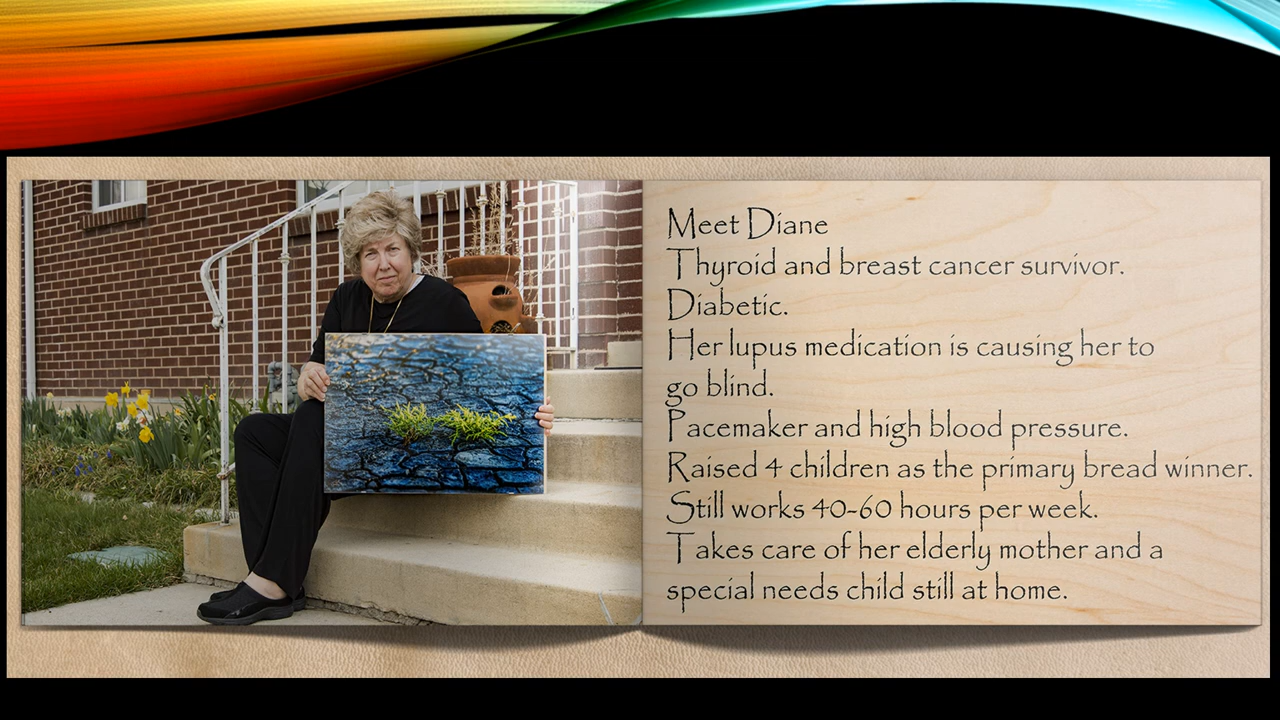 Meet Diane
Thyroid and breast cancer survivor.
Diabetic.
Her lupus medication is causing her to
go blind.
Pacemaker and high blood pressure.
Raised 4 children as the primary bread winner.
Still works 40-60 hours per week.
Takes care of her elderly mother and a
special needs child still at home.